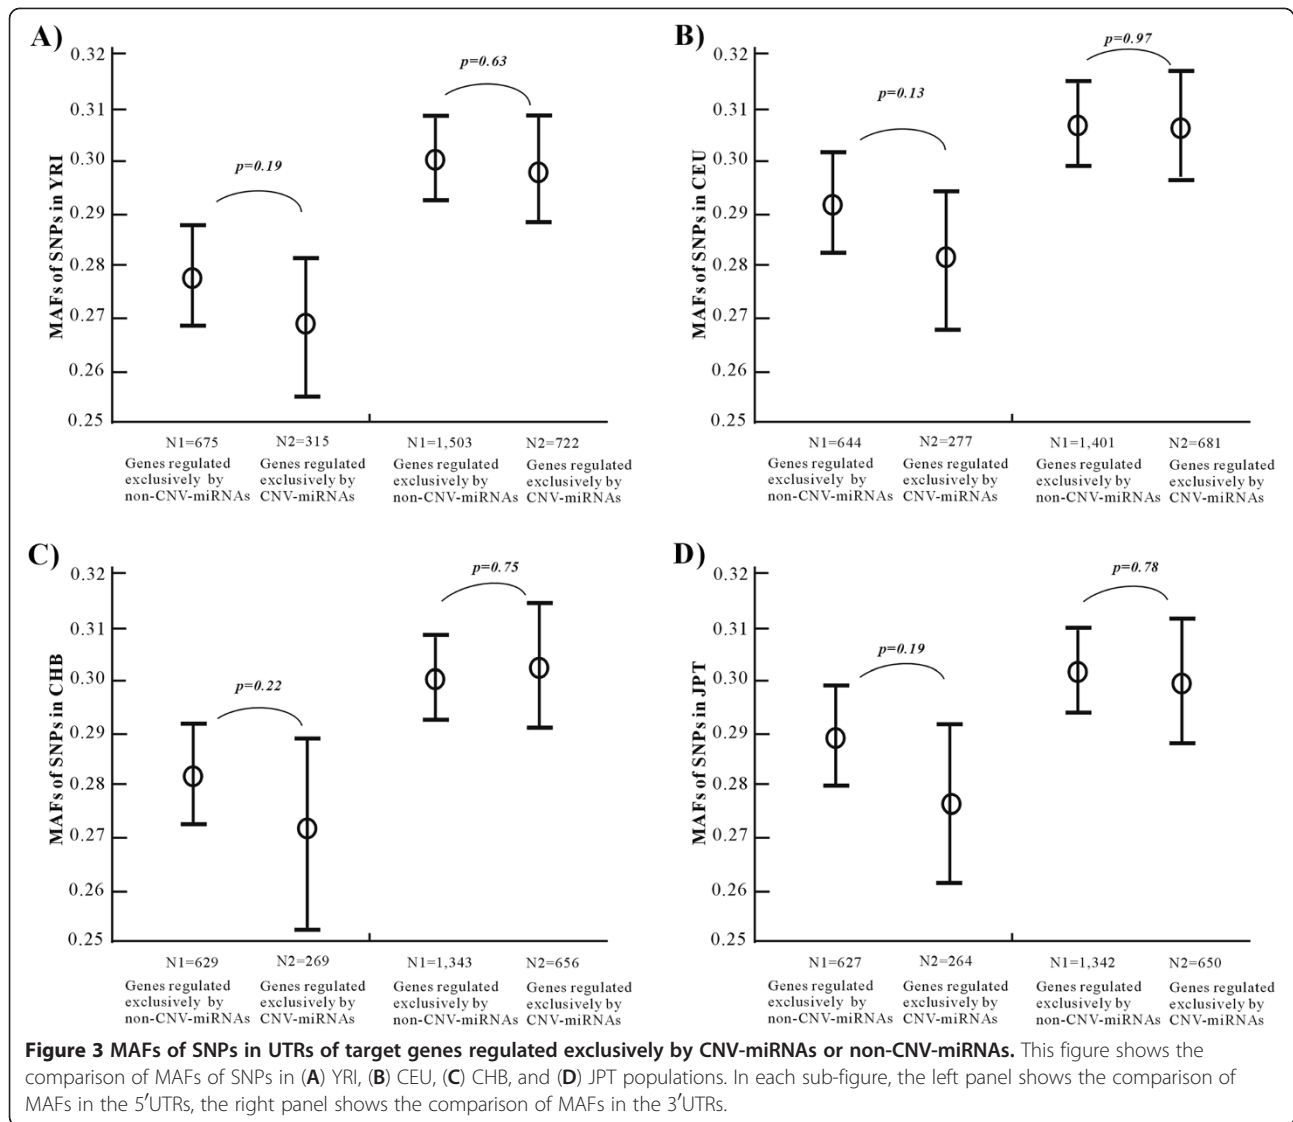 A)
MAFs of SNPs in YRI
0.32
0.31
0.30
0.29
0.28
0.27
0.26
0.25
p=0.19
p=0.63
N1=675
Genes regulated
exclusively by
non-CNV-miRNAs
N2=315
Genes regulated
exclusively by
CNV-miRNAs
N1=1,503
Genes regulated
exclusively by
non-CNV-miRNAs
N2=722
Genes regulated
exclusively by
CNV-miRNAs
B)
MAFs of SNPs in CEU
0.32
0.31
0.30
0.29
0.28
0.27
0.26
0.25
p=0.13
p=0.97
N1=644
Genes regulated
exclusively by
non-CNV-miRNAs
N2=277
Genes regulated
exclusively by
CNV-miRNAs
N1=1,401
Genes regulated
exclusively by
non-CNV-miRNAs
N2=681
Genes regulated
exclusively by
CNV-miRNAs
C)
MAFs of SNPs in CHB
0.32
0.31
0.30
0.29
0.28
0.27
0.26
0.25
p=0.22
p=0.75
N1=629
Genes regulated
exclusively by
non-CNV-miRNAs
N2=269
Genes regulated
exclusively by
CNV-miRNAs
N1=1,343
Genes regulated
exclusively by
non-CNV-miRNAs
N2=656
Genes regulated
exclusively by
CNV-miRNAs
D)
MAFs of SNPs in JPT
0.32
0.31
0.30
0.29
0.28
0.27
0.26
0.25
p=0.19
p=0.78
N1=627
Genes regulated
exclusively by
non-CNV-miRNAs
N2=264
Genes regulated
exclusively by
CNV-miRNAs
N1=1,342
Genes regulated
exclusively by
non-CNV-miRNAs
N2=650
Genes regulated
exclusively by
CNV-miRNAs
Figure 3 MAFs of SNPs in UTRs of target genes regulated exclusively by CNV-miRNAs or non-CNV-miRNAs. This figure shows the
comparison of MAFs of SNPs in (A) YRI, (B) CEU, (C) CHB, and (D) JPT populations. In each sub-figure, the left panel shows the comparison of
MAFs in the 5′UTRs, the right panel shows the comparison of MAFs in the 3′UTRs.